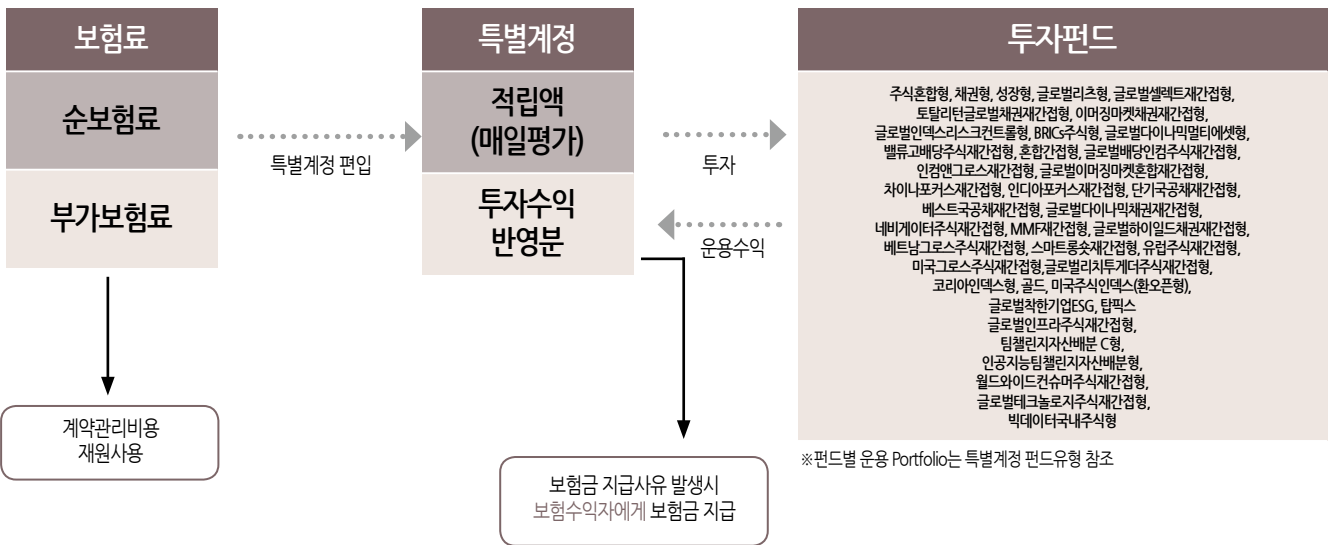 보험료
순보험료
부가보험료
계약관리비용
재원사용
특별계정 편입
특별계정
적립액
(매일평가)
투자수익
반영분
보험금 지급사유 발생시
보험수익자에게 보험금 지급
투자
운용수익
투자펀드
주식혼합형, 채권형, 성장형, 글로벌리츠형, 글로벌셀렉트재간접형,
토탈리턴글로벌채권재간접형, 이머징마켓채권재간접형,
글로벌인덱스리스크컨트롤형, BRICs주식형, 글로벌다이나믹멀티에셋형,
밸류고배당주식재간접형, 혼합간접형, 글로벌배당인컴주식재간접형,
인컴앤그로스재간접형, 글로벌이머징마켓혼합재간접형,
차이나포커스재간접형, 인디아포커스재간접형, 단기국공채재간접형,
베스트국공채재간접형, 글로벌다이나믹채권재간접형,
네비게이터주식재간접형, MMF재간접형, 글로벌하이일드채권재간접형,
베트남그로스주식재간접형, 스마트롱숏재간접형, 유럽주식재간접형,
미국그로스주식재간접형,글로벌리치투게더주식재간접형,
코리아인덱스형, 골드, 미국주식인덱스(환오픈형),
글로벌착한기업ESG, 탑픽스
글로벌인프라주식재간접형,
팀챌린지자산배분 C형,
인공지능팀챌린지자산배분형,
월드와이드컨슈머주식재간접형,
글로벌테크놀로지주식재간접형,
빅데이터국내주식형
※펀드별 운용 Portfolio는 특별계정 펀드유형 참조